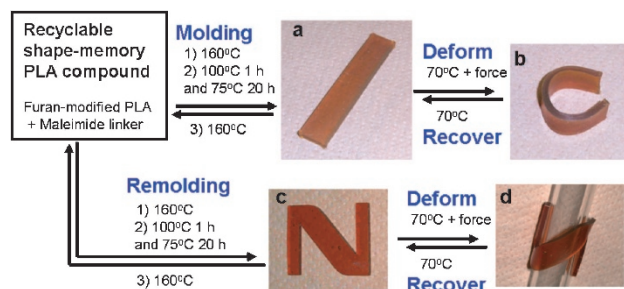 Recyclable
shape-memory
PLA compound
Furan-modified PLA
+ Maleimide linker
Molding
1) 160ºC
2) 100ºC 1 h
and 75ºC 20 h
3) 160ºC
a
Deform
70ºC + force
70ºC
Recover
b
Remolding
1) 160ºC
2) 100ºC 1 h
and 75ºC 20 h
3) 160ºC
c
N
Deform
70ºC + force
70ºC
Recover
d